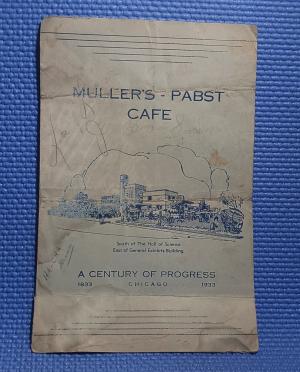 MULLER'S - PABST
CAFE
South of The Hall of Science
East of General Exhibits Building
A CENTURY OF PROGRESS
1833 CHICAGO 1933